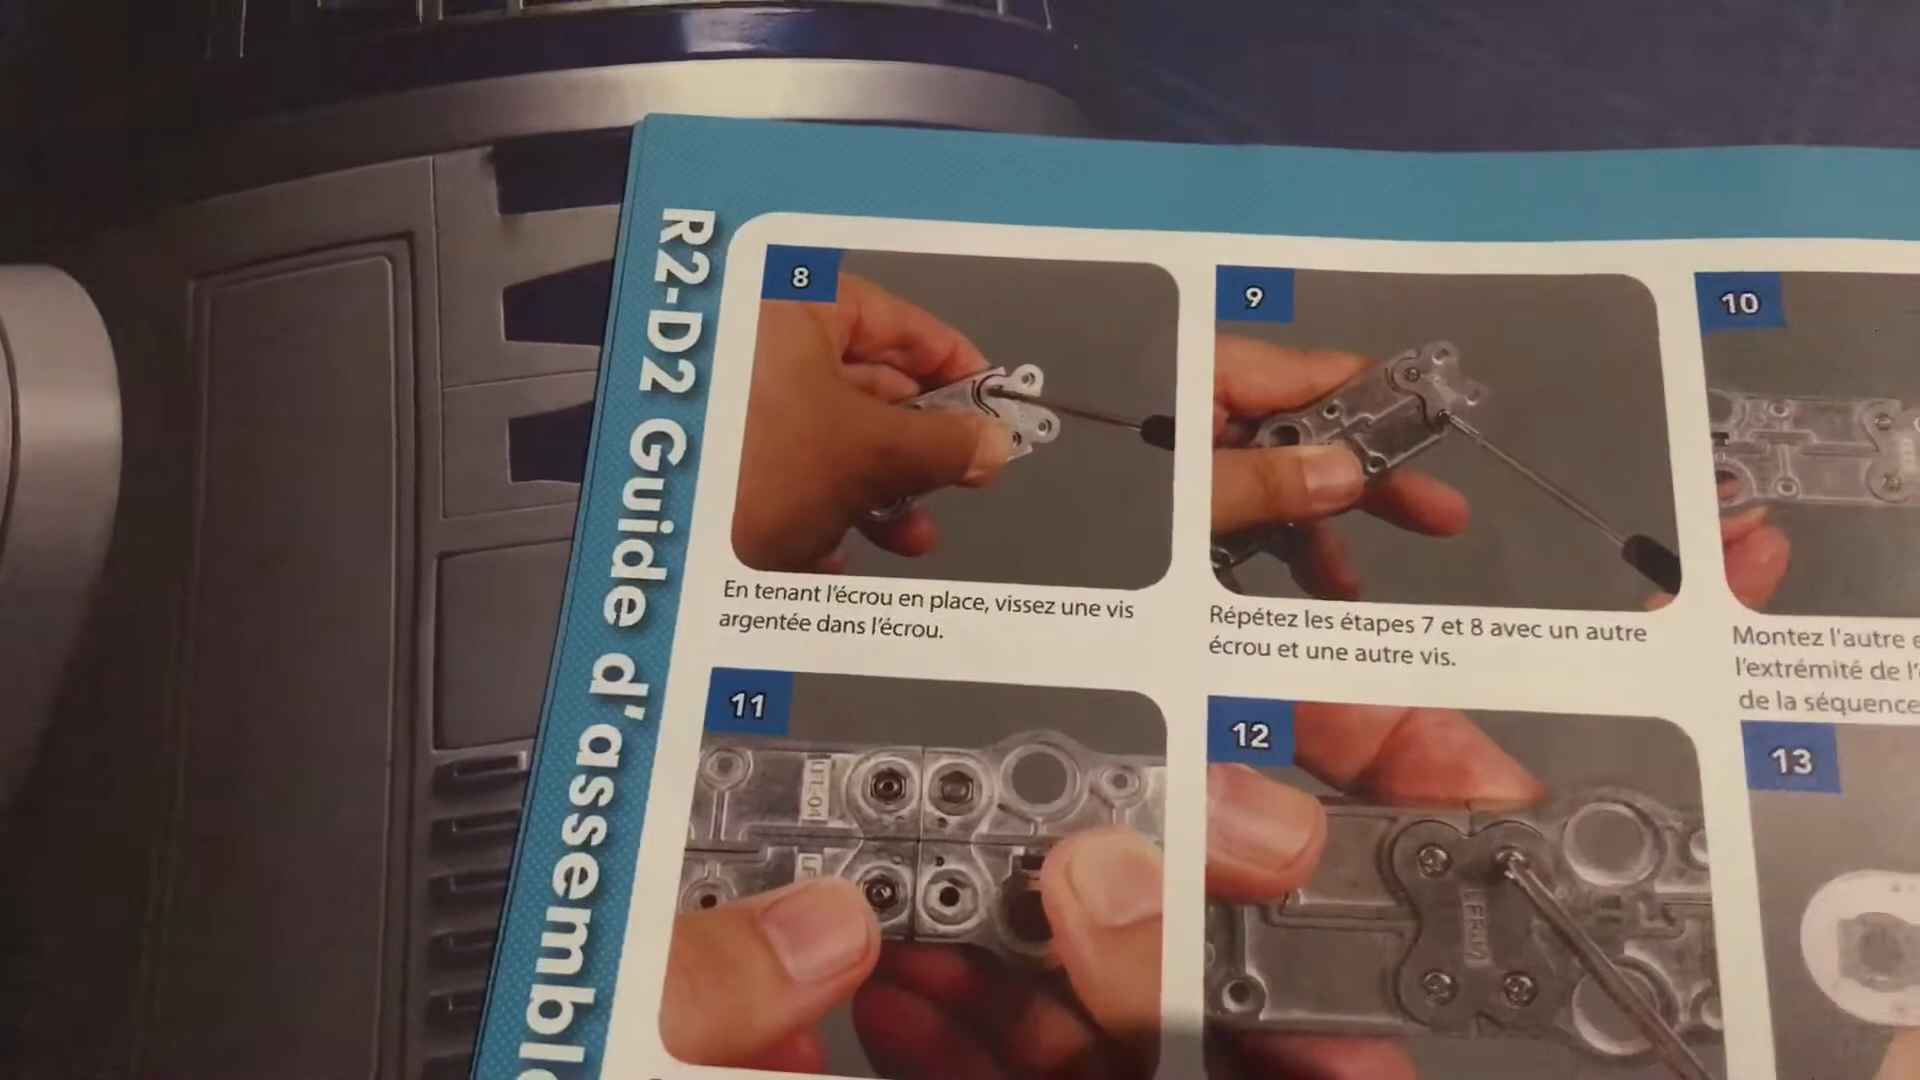 R2-D2 Guide d'assembl
8
En tenant l'écrou en place, vissez une vis
argentée dans l'écrou.
9
Répétez les étapes 7 et 8 avec un autre
écrou et une autre vis.
10
Montez l'autre
l'extrémité de
de la séquence
11
12
13